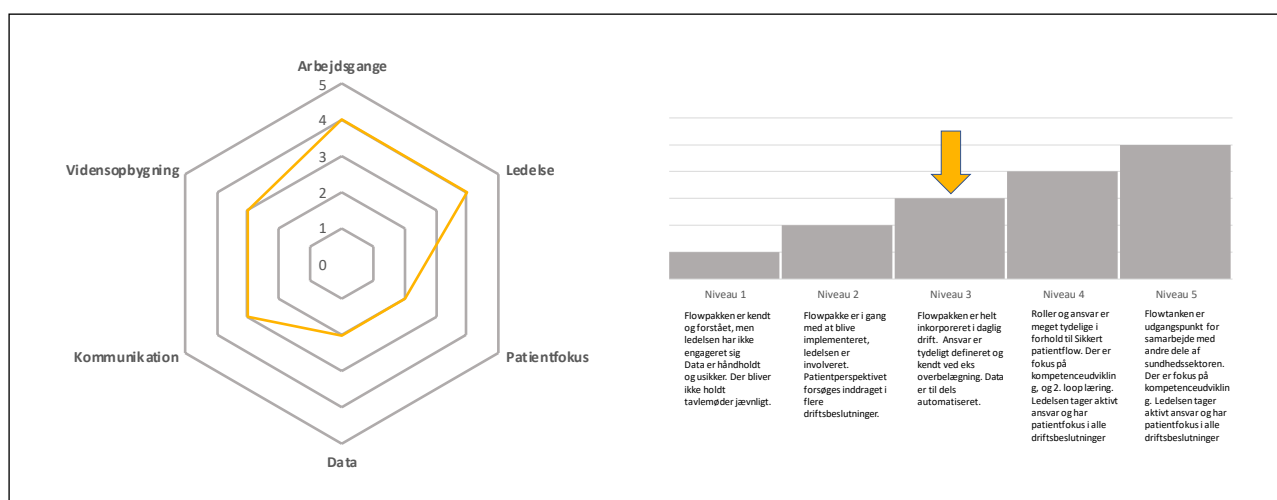 Arbejdsgange
5
4
3
2
1
0
Ledelse
Patientfokus
Data
Kommunikation
Vidensopbygning
Niveau 1
Flowpakken er kendt
og forstået, men
ledelsen har ikke
engageret sig
Data er håndholdt
og usikker. Der bliver
ikke holdt
tavlemøder jævnligt.
Niveau 2
Flowpakke er i gang
med at blive
implementeret,
ledelsen er
involveret.
Patientperspektivet
forsøges inddraget i
flere
driftsbeslutninger.
Niveau 3
Flowpakken er helt
inkorporeret i daglig
drift. Ansvar er
tydeligt defineret og
kendt ved eks
overbelægning. Data
er til dels
automatiseret.
Niveau 4
Roller og ansvar er
meget tydelige i
forhold til Sikkert
patientflow. Der er
fokus på
kompetenceudviklin
g, og 2. loop læring.
Ledelsen tager aktivt
ansvar og har
patientfokus i alle
driftsbeslutninger
Niveau 5
Flowtanken er
udgangspunkt for
samarbejde med
andre dele af
sundhedssektoren.
Der er fokus på
kompetenceudviklin
g. Ledelsen tager
aktivt ansvar og har
patientfokus i alle
driftsbeslutninger